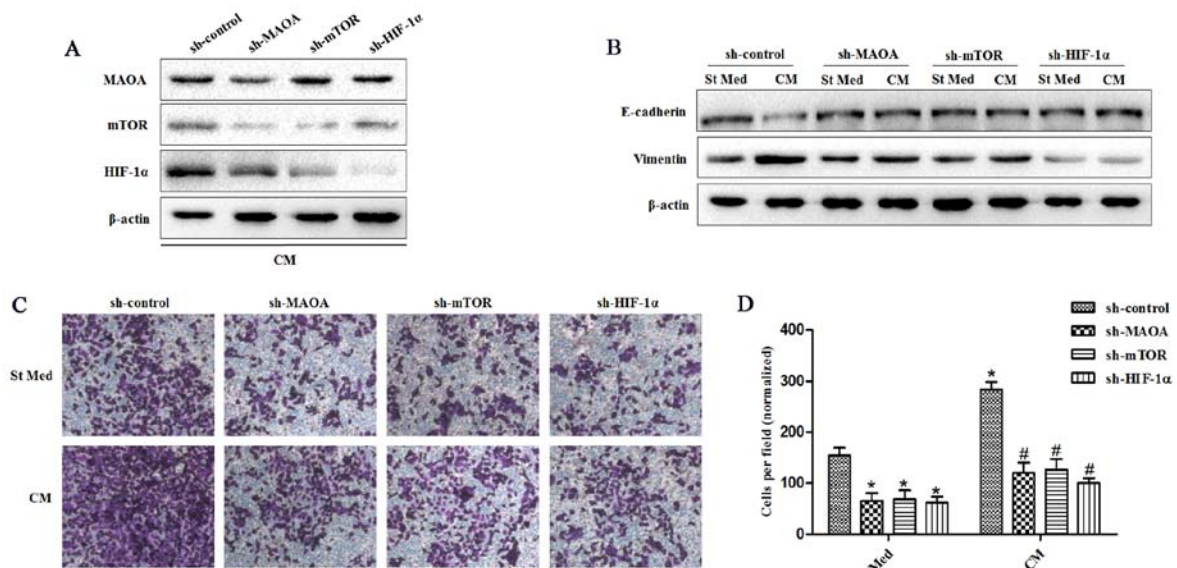 A
sh-control
sh-MAOA
sh-mTOR
sh-HIF-1α
MAOA
mTOR
HIF-1α
β-actin
CM
B
sh-control sh-MAOA sh-mTOR sh-HIF-1α
St Med CM St Med CM St Med CM St Med CM
E-cadherin
Vimentin
β-actin
C
sh-control sh-MAOA sh-mTOR sh-HIF-1α
St Med
CM
D
sh-control
sh-MAOA
sh-mTOR
sh-HIF-1α
Cells per field (normalized)
400
300
200
100
0
*
* * *
# # #
Med
CM